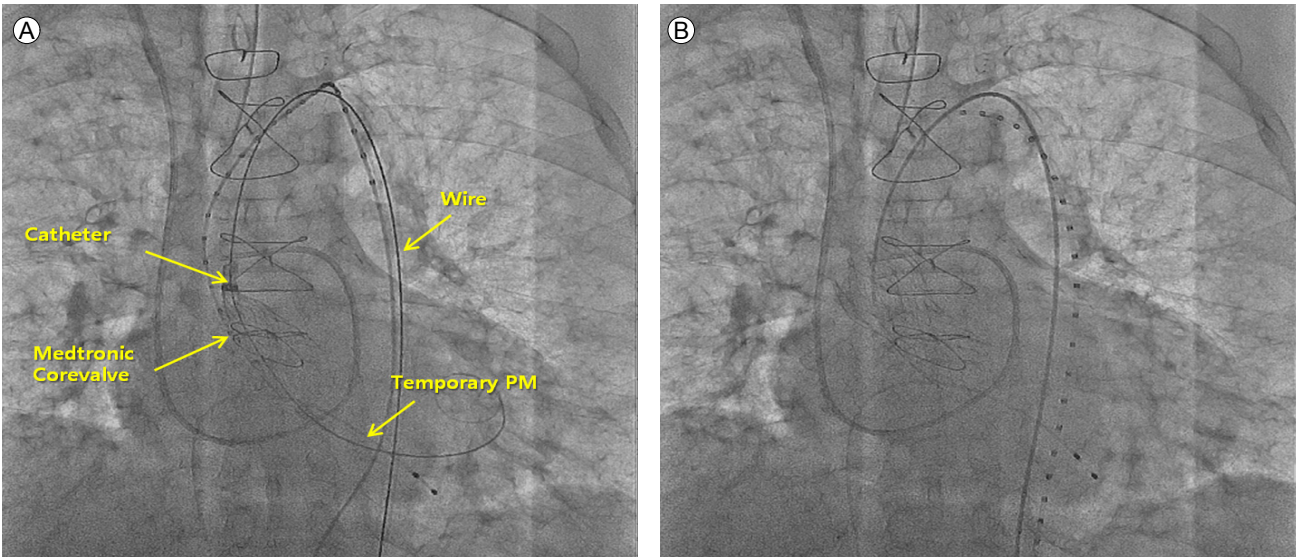 A
B
Wire
Catheter
Medtronic
Corevalve
Temporary PM